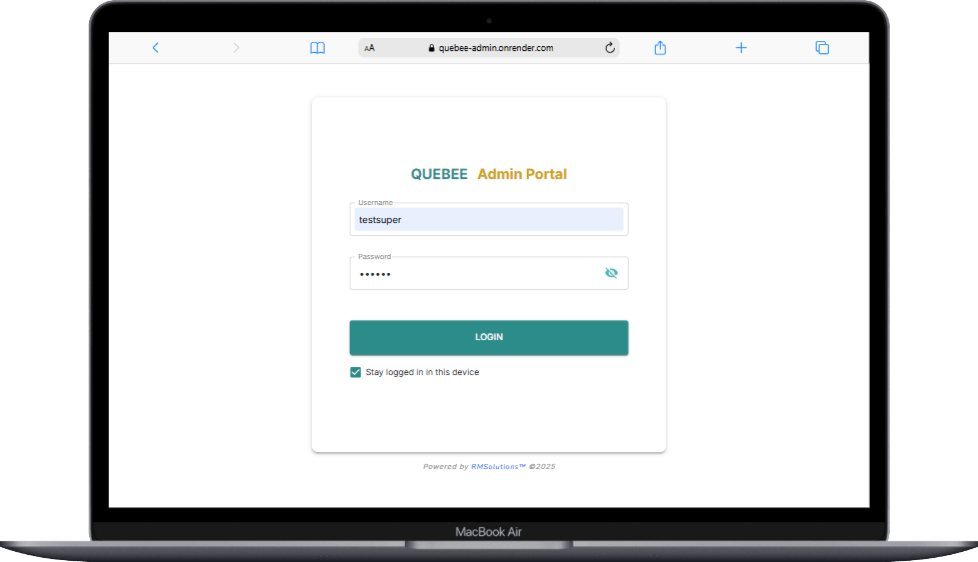 AA quebee-admin.onrender.com
QUEBEE Admin Portal
Username
testsuper
Password
••••••
LOGIN
Stay logged in in this device
Powered by RMSolutions™ ©2025
MacBook Air